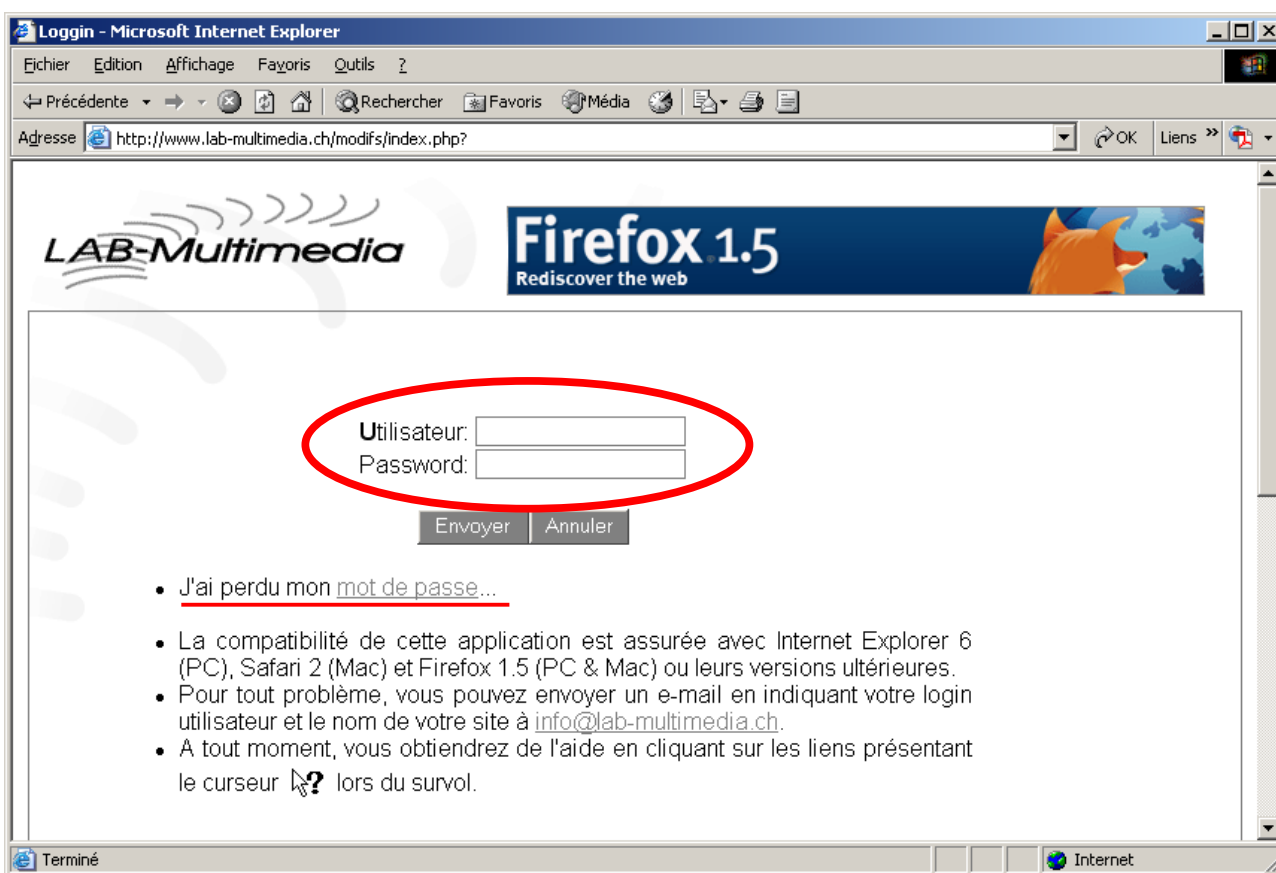 Loggin - Microsoft Internet Explorer
Eichier Edition Affichage Favoris Outils ?
Précédente Rechercher Favoris Média
Adresse http://www.lab-multimedia.ch/modifs/index.php? OK Liens »
LAB-Multimedia
Firefox 1.5
Rediscover the web
Utilisateur:
Password:
Envoyer Annuler
• J'ai perdu mon mot de passe...
• La compatibilité de cette application est assurée avec Internet Explorer 6
(PC), Safari 2 (Mac) et Firefox 1.5 (PC & Mac) ou leurs versions ultérieures.
• Pour tout problème, vous pouvez envoyer un e-mail en indiquant votre login
utilisateur et le nom de votre site à info@lab-multimedia.ch.
• A tout moment, vous obtiendrez de l'aide en cliquant sur les liens présentant
le curseur ? lors du survol.
Terminé Internet